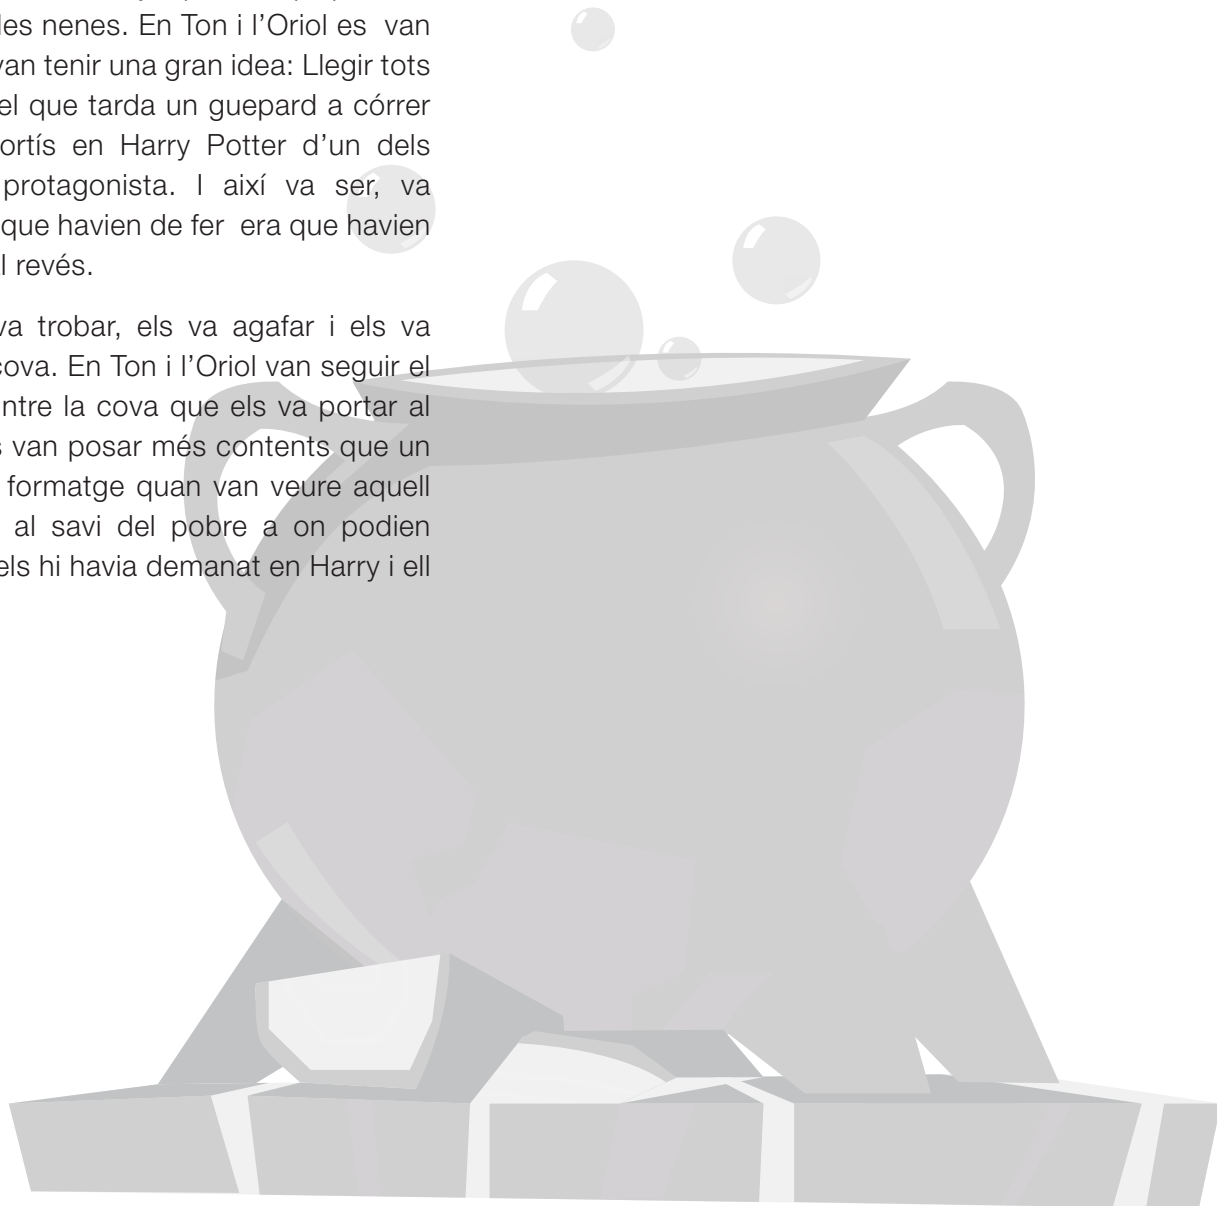 les nenes. En Ton i l’Oriol es van
van tenir una gran idea: Llegir tots
el que tarda un guepard a córrer
ortís en Harry Potter d’un dels
protagonista. I així va ser, va
que havien de fer era que havien
l revés.
va trobar, els va agafar i els va
cova. En Ton i l’Oriol van seguir el
ntre la cova que els va portar al
s van posar més contents que un
formatge quan van veure aquell
al savi del pobre a on podien
els hi havia demanat en Harry i ell